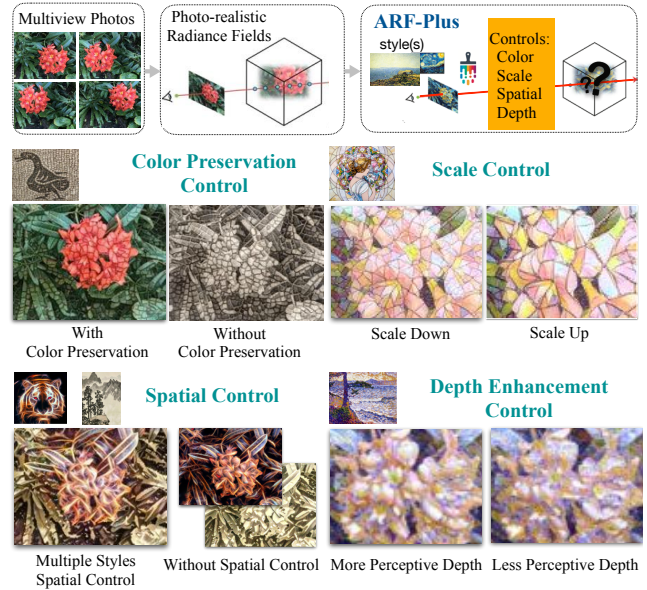 Multiview Photos
Photo-realistic
Radiance Fields
ARF-Plus
style(s)
Controls:
Color
Scale
Spatial
Depth
?
Color Preservation
Control
Scale Control
With
Color Preservation
Without
Color Preservation
Scale Down
Scale Up
Spatial Control
Depth Enhancement
Control
Multiple Styles
Spatial Control
Without Spatial Control
More Perceptive Depth
Less Perceptive Depth